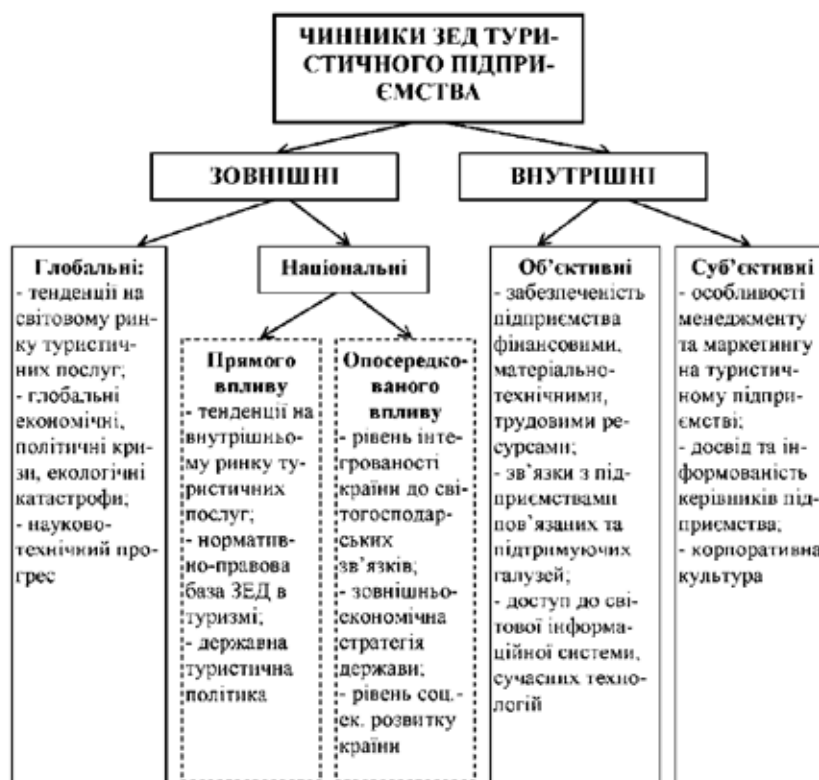 ЧИННИКИ ЗЕД ТУРИ-
СТИЧНОГО ПІДПРИ-
ЄМСТВА
ЗОВНІШНІ
ВНУТРІШНІ
Глобальні:
- тенденції на
світовому рин-
ку туристич-
них послуг;
- глобальні
економічні,
політичні кри-
зи, екологічні
катастрофи;
- науково-
технічний про-
грес
Національні
Прямого
впливу
- тенденції на
внутрішньо-
му ринку ту-
ристичних
послуг;
- норматив-
но-правова
база ЗЕД в
туризмі;
- державна
туристична
політика
Опосередко-
ваного
впливу
- рівень інте-
грованості
країни до сві-
тогосподар-
ських
зв’язків;
- зовнішньо-
економічна
стратегія
держави;
- рівень соц.-
ек. розвитку
країни
Об’єктивні
- забезпеченість
підприємства
фінансовими,
матеріально-
технічними,
трудовими ре-
сурсами;
- зв’язки з під-
приємствами
пов’язаних та
підтримуючих
галузей;
- доступ до сві-
тової інформа-
ційної системи,
сучасних техно-
логій
Суб’єктивні
- особливості
менеджменту
та маркетингу
на туристич-
ному підпри-
ємстві;
- досвід та ін-
формованість
керівників під-
приємства;
- корпоративна
культура